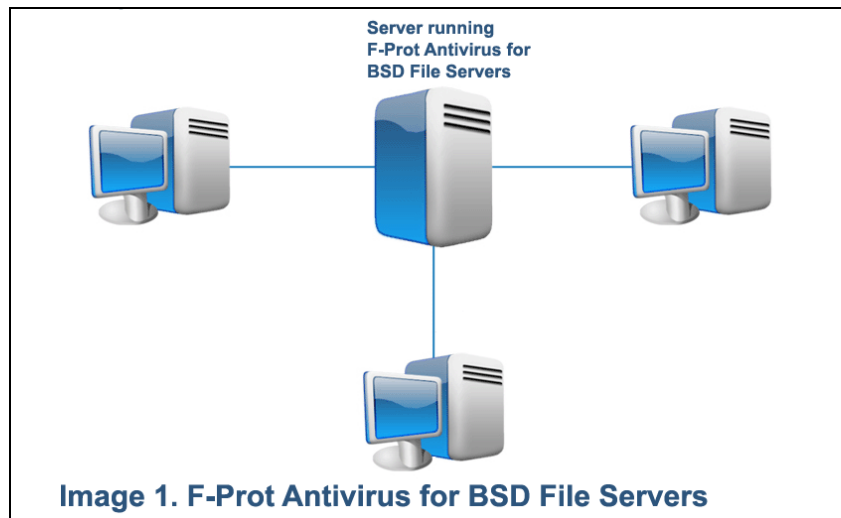 Server running
F-Prot Antivirus for
BSD File Servers
Image 1. F-Prot Antivirus for BSD File Servers